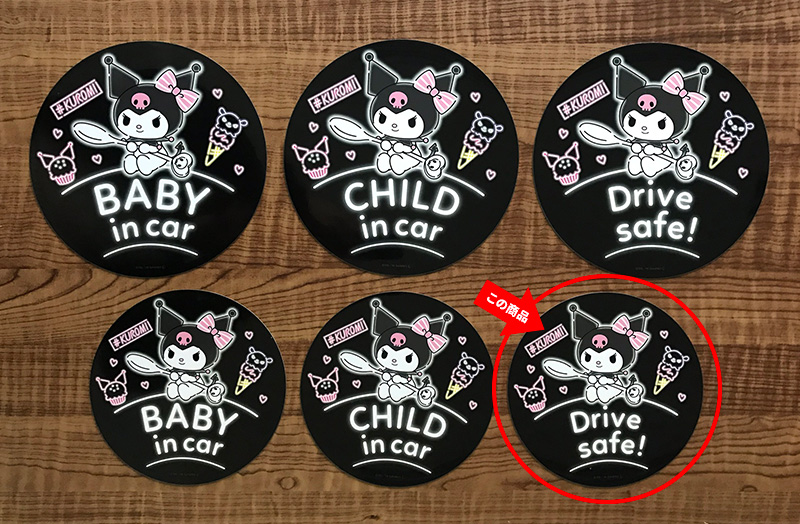 #KUROMI
BABY
in car
#KUROMI
CHILD
in car
#KUROMI
Drive
safe!
この商品
#KUROMI
BABY
in car
#KUROMI
CHILD
in car
#KUROMI
Drive
safe!